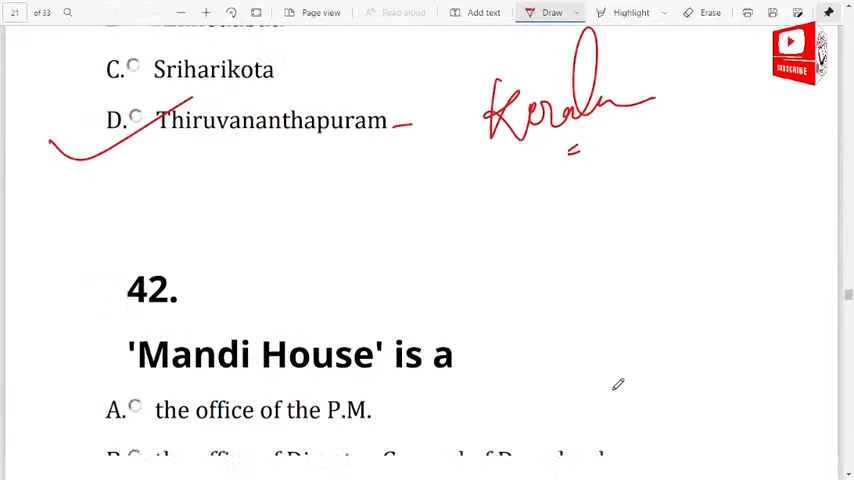 21 of 33 Page view Read aloud Add text Draw Highlight Erase
C. Sriharikota
D. Thiruvananthapuram
Kerala
SUBSCRIBE
42.
'Mandi House' is a
A. the office of the P.M.